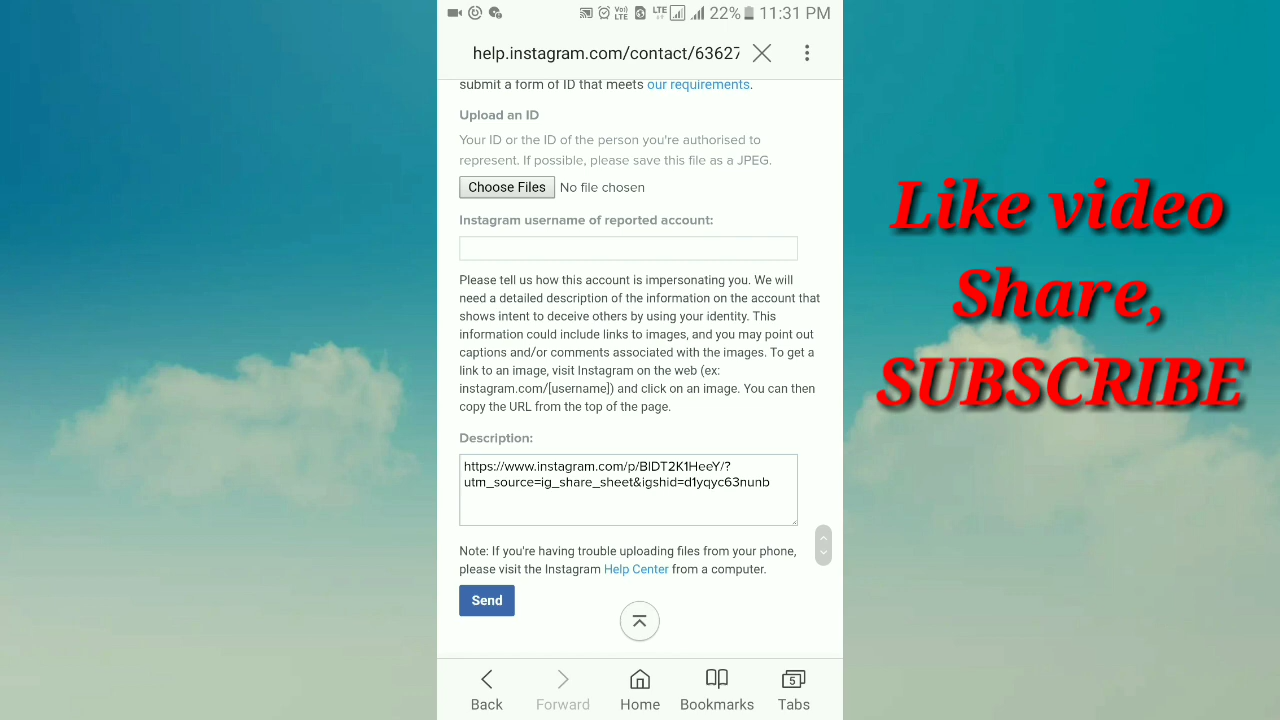 Vo) LTE LTE 22% 11:31 PM
help.instagram.com/contact/63627
submit a form of ID that meets our requirements.
Upload an ID
Your ID or the ID of the person you're authorised to
represent. If possible, please save this file as a JPEG.
Choose Files No file chosen
Instagram username of reported account:
Please tell us how this account is impersonating you. We will
need a detailed description of the information on the account that
shows intent to deceive others by using your identity. This
information could include links to images, and you may point out
captions and/or comments associated with the images. To get a
link to an image, visit Instagram on the web (ex:
instagram.com/[username]) and click on an image. You can then
copy the URL from the top of the page.
Description:
https://www.instagram.com/p/BlDT2K1HeeY/?
utm_source=ig_share_sheet&igshid=d1yqyc63nunb
Note: If you're having trouble uploading files from your phone,
please visit the Instagram Help Center from a computer.
Send
Back Forward Home Bookmarks 5 Tabs
Like video
Share,
SUBSCRIBE